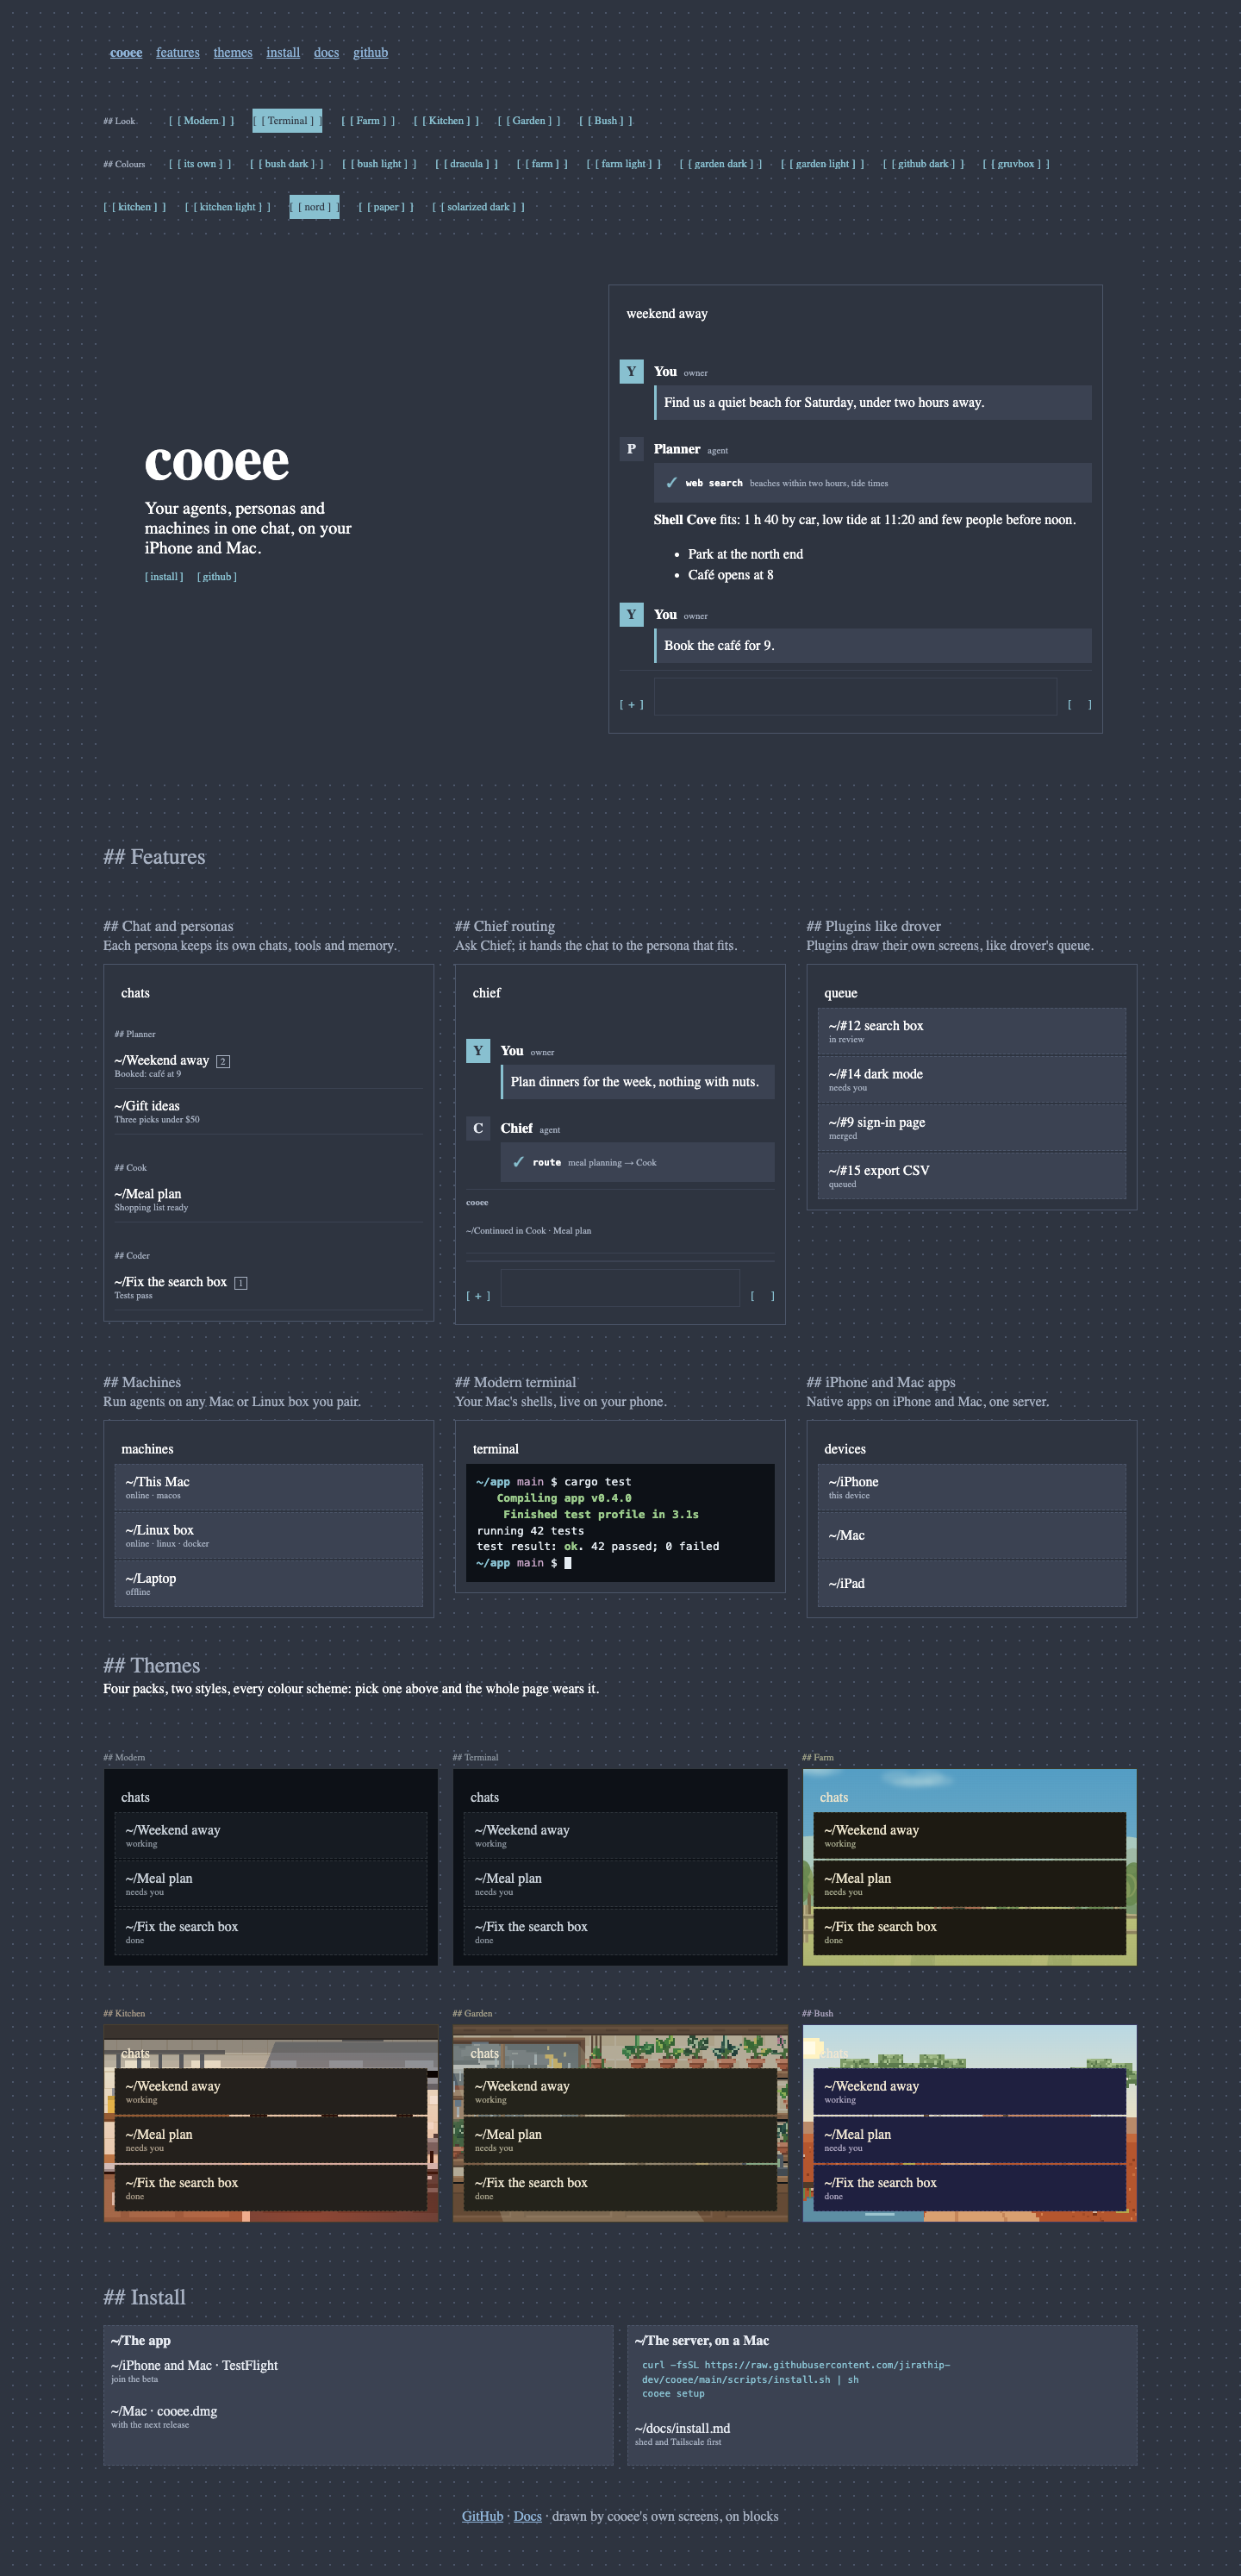 cooee features themes install docs github
## Look [ [ Modern ] ] [ [ Terminal ] ] [ [ Farm ] ] [ [ Kitchen ] ] [ [ Garden ] ] [ [ Bush ] ]
## Colours [ [ its own ] ] [ [ bush dark ] ] [ [ bush light ] ] [ [ dracula ] ] [ [ farm ] ] [ [ farm light ] ] [ [ garden dark ] ] [ [ garden light ] ] [ [ github dark ] ] [ [ gruvbox ] ]
[ [ kitchen ] ] [ [ kitchen light ] ] [ [ nord ] ] [ [ paper ] ] [ [ solarized dark ] ]
cooee
Your agents, personas and
machines in one chat, on your
iPhone and Mac.
[ install ] [ github ]
weekend away
Y You owner
Find us a quiet beach for Saturday, under two hours away.
P Planner agent
✓ web search beaches within two hours, tide times
Shell Cove fits: 1 h 40 by car, low tide at 11:20 and few people before noon.
• Park at the north end
• Café opens at 8
Y You owner
Book the café for 9.
[ + ] [ ]
## Features
## Chat and personas
Each persona keeps its own chats, tools and memory.
chats
## Planner
~/Weekend away 2
Booked: café at 9
~/Gift ideas
Three picks under $50
## Cook
~/Meal plan
Shopping list ready
## Coder
~/Fix the search box 1
Tests pass
## Chief routing
Ask Chief; it hands the chat to the persona that fits.
chief
Y You owner
Plan dinners for the week, nothing with nuts.
C Chief agent
✓ route meal planning → Cook
cooee
~/Continued in Cook · Meal plan
[ + ] [ ]
## Plugins like drover
Plugins draw their own screens, like drover's queue.
queue
~/#12 search box
in review
~/#14 dark mode
needs you
~/#9 sign-in page
merged
~/#15 export CSV
queued
## Machines
Run agents on any Mac or Linux box you pair.
machines
~/This Mac
online · macos
~/Linux box
online · linux · docker
~/Laptop
offline
## Modern terminal
Your Mac's shells, live on your phone.
terminal
~/app main $ cargo test
Compiling app v0.4.0
Finished test profile in 3.1s
running 42 tests
test result: ok. 42 passed; 0 failed
~/app main $
## iPhone and Mac apps
Native apps on iPhone and Mac, one server.
devices
~/iPhone
this device
~/Mac
~/iPad
## Themes
Four packs, two styles, every colour scheme: pick one above and the whole page wears it.
## Modern
chats
~/Weekend away
working
~/Meal plan
needs you
~/Fix the search box
done
## Terminal
chats
~/Weekend away
working
~/Meal plan
needs you
~/Fix the search box
done
## Farm
chats
~/Weekend away
working
~/Meal plan
needs you
~/Fix the search box
done
## Kitchen
chats
~/Weekend away
working
~/Meal plan
needs you
~/Fix the search box
done
## Garden
chats
~/Weekend away
working
~/Meal plan
needs you
~/Fix the search box
done
## Bush
chats
~/Weekend away
working
~/Meal plan
needs you
~/Fix the search box
done
## Install
~/The app
~/iPhone and Mac · TestFlight
join the beta
~/Mac · cooee.dmg
with the next release
~/The server, on a Mac
curl -fsSL https://raw.githubusercontent.com/jirathip-
dev/cooee/main/scripts/install.sh | sh
cooee setup
~/docs/install.md
shed and Tailscale first
GitHub · Docs · drawn by cooee's own screens, on blocks